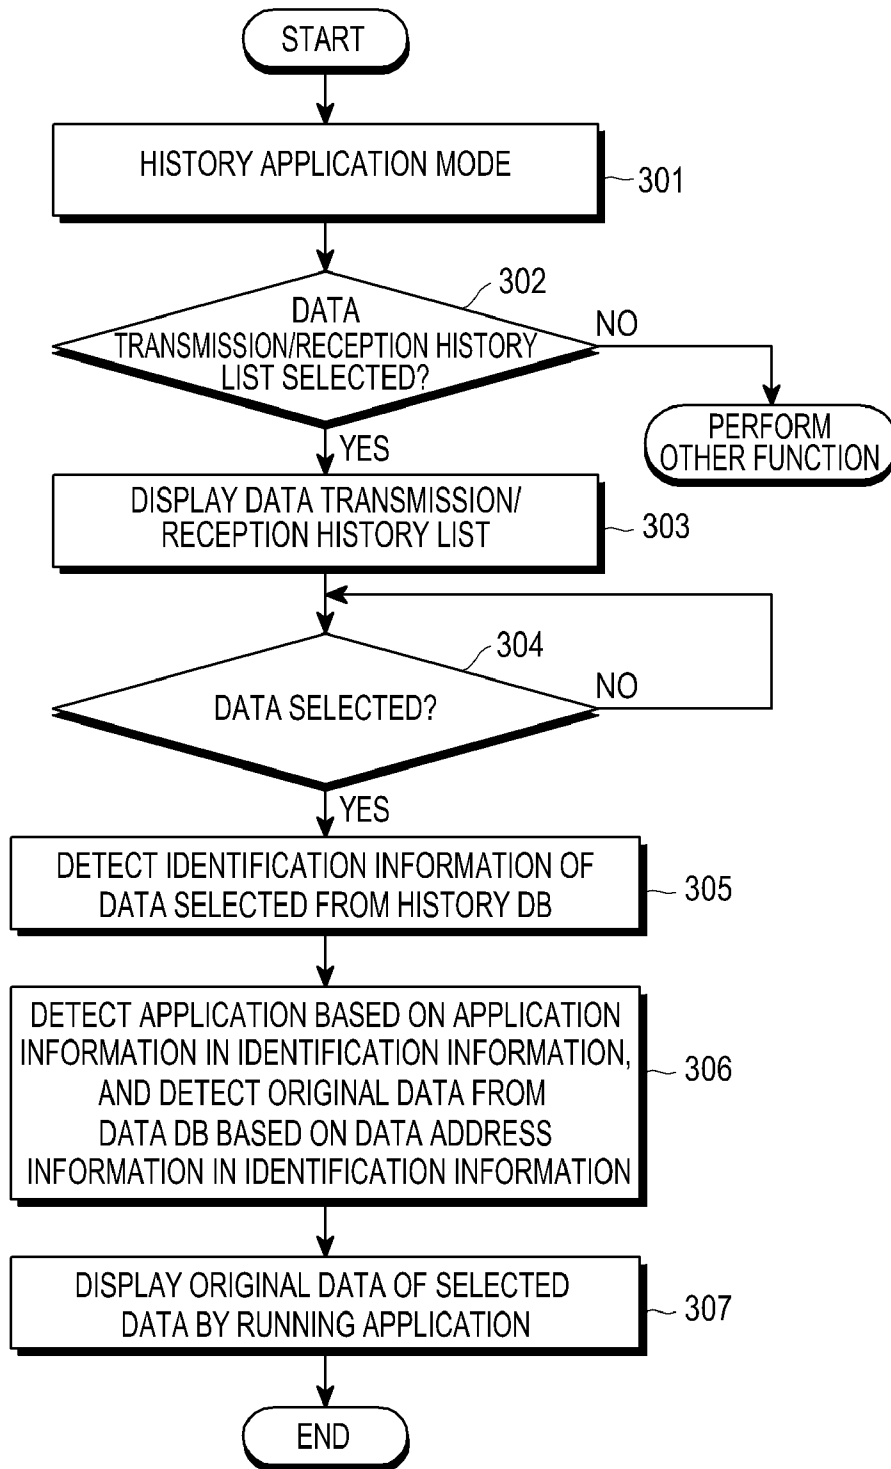 START
HISTORY APPLICATION MODE
301
302
DATA
TRANSMISSION/RECEPTION HISTORY
LIST SELECTED?
NO
PERFORM
OTHER FUNCTION
YES
DISPLAY DATA TRANSMISSION/
RECEPTION HISTORY LIST
303
304
DATA SELECTED?
NO
YES
DETECT IDENTIFICATION INFORMATION OF
DATA SELECTED FROM HISTORY DB
305
DETECT APPLICATION BASED ON APPLICATION
INFORMATION IN IDENTIFICATION INFORMATION,
AND DETECT ORIGINAL DATA FROM
DATA DB BASED ON DATA ADDRESS
INFORMATION IN IDENTIFICATION INFORMATION
306
DISPLAY ORIGINAL DATA OF SELECTED
DATA BY RUNNING APPLICATION
307
END